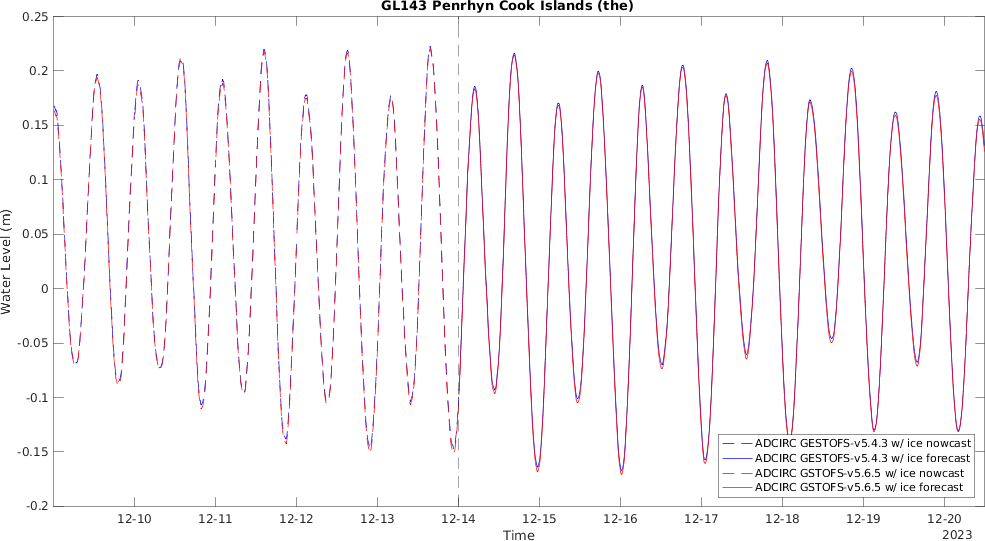 GL143 Penrhyn Cook Islands (the)
0.25
0.2
0.15
0.1
0.05
0
-0.05
-0.1
-0.15
-0.2
Water Level (m)
ADCIRC GESTOFS-v5.4.3 w/ ice nowcast
ADCIRC GESTOFS-v5.4.3 w/ ice forecast
ADCIRC GSTOFS-v5.6.5 w/ ice nowcast
ADCIRC GSTOFS-v5.6.5 w/ ice forecast
12-10 12-11 12-12 12-13 12-14 12-15 12-16 12-17 12-18 12-19 12-20
Time
2023